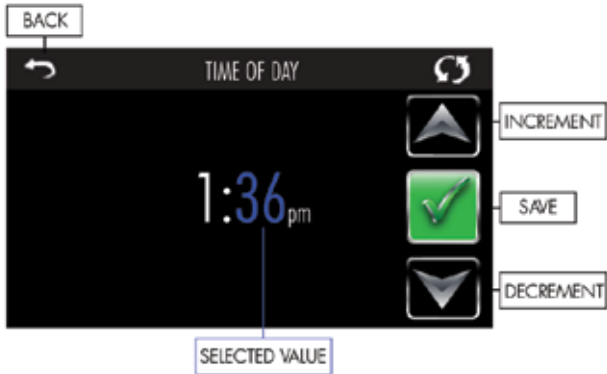 BACK
TIME OF DAY
INCREMENT
1:36pm
SAVE
DECREMENT
SELECTED VALUE